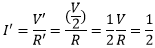 I' = V'/R' = (V/2)/R = 1/2 V/R = 1/2